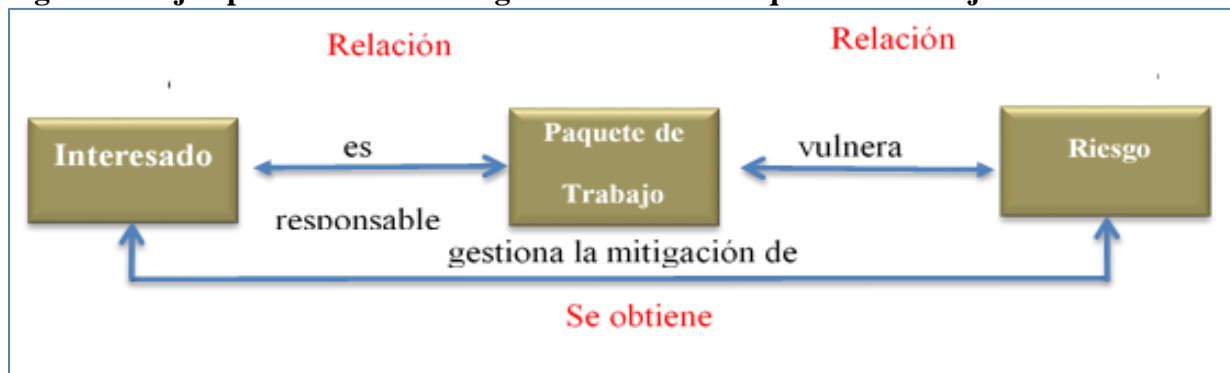 Relación
Relación
Interesado
es
responsable
Paquete de
Trabajo
vulnera
Riesgo
gestiona la mitigación de
Se obtiene